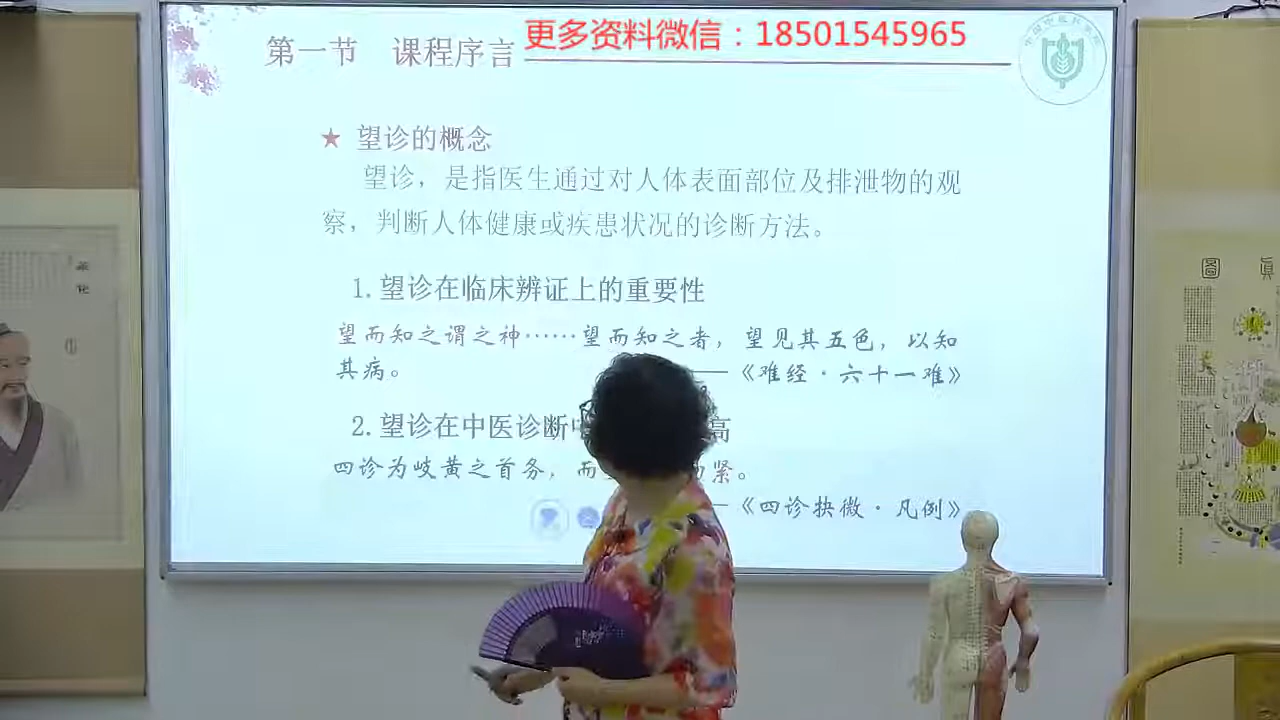 更多资料微信：18501545965
第一节 课程序言
★ 望诊的概念
望诊，是指医生通过对人体表面部位及排泄物的观
察，判断人体健康或疾患状况的诊断方法。
1.望诊在临床辨证上的重要性
望而知之谓之神……望而知之者，望见其五色，以知
其病。
——《难经·六十一难》
2.望诊在中医诊断
高
四诊为岐黄之首务，而
紧。
《四诊抉微·凡例》
圖
真